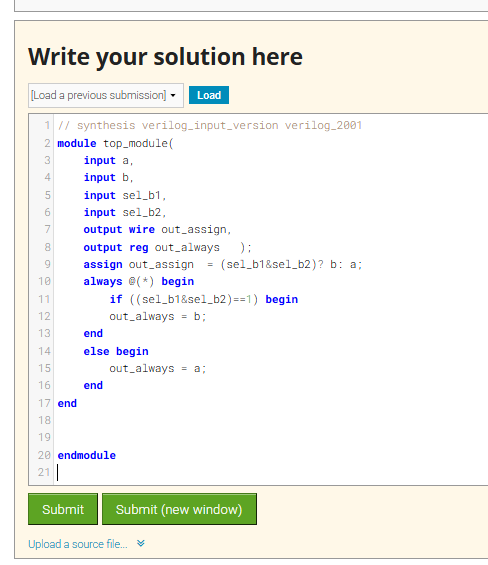 Write your solution here
[Load a previous submission] Load
1 // synthesis verilog_input_version verilog_2001
2 module top_module(
3 input a,
4 input b,
5 input sel_b1,
6 input sel_b2,
7 output wire out_assign,
8 output reg out_always );
9 assign out_assign = (sel_b1&sel_b2)? b: a;
10 always @(*) begin
11 if ((sel_b1&sel_b2)==1) begin
12 out_always = b;
13 end
14 else begin
15 out_always = a;
16 end
17 end
18
19
20 endmodule
21
Submit Submit (new window)
Upload a source file...